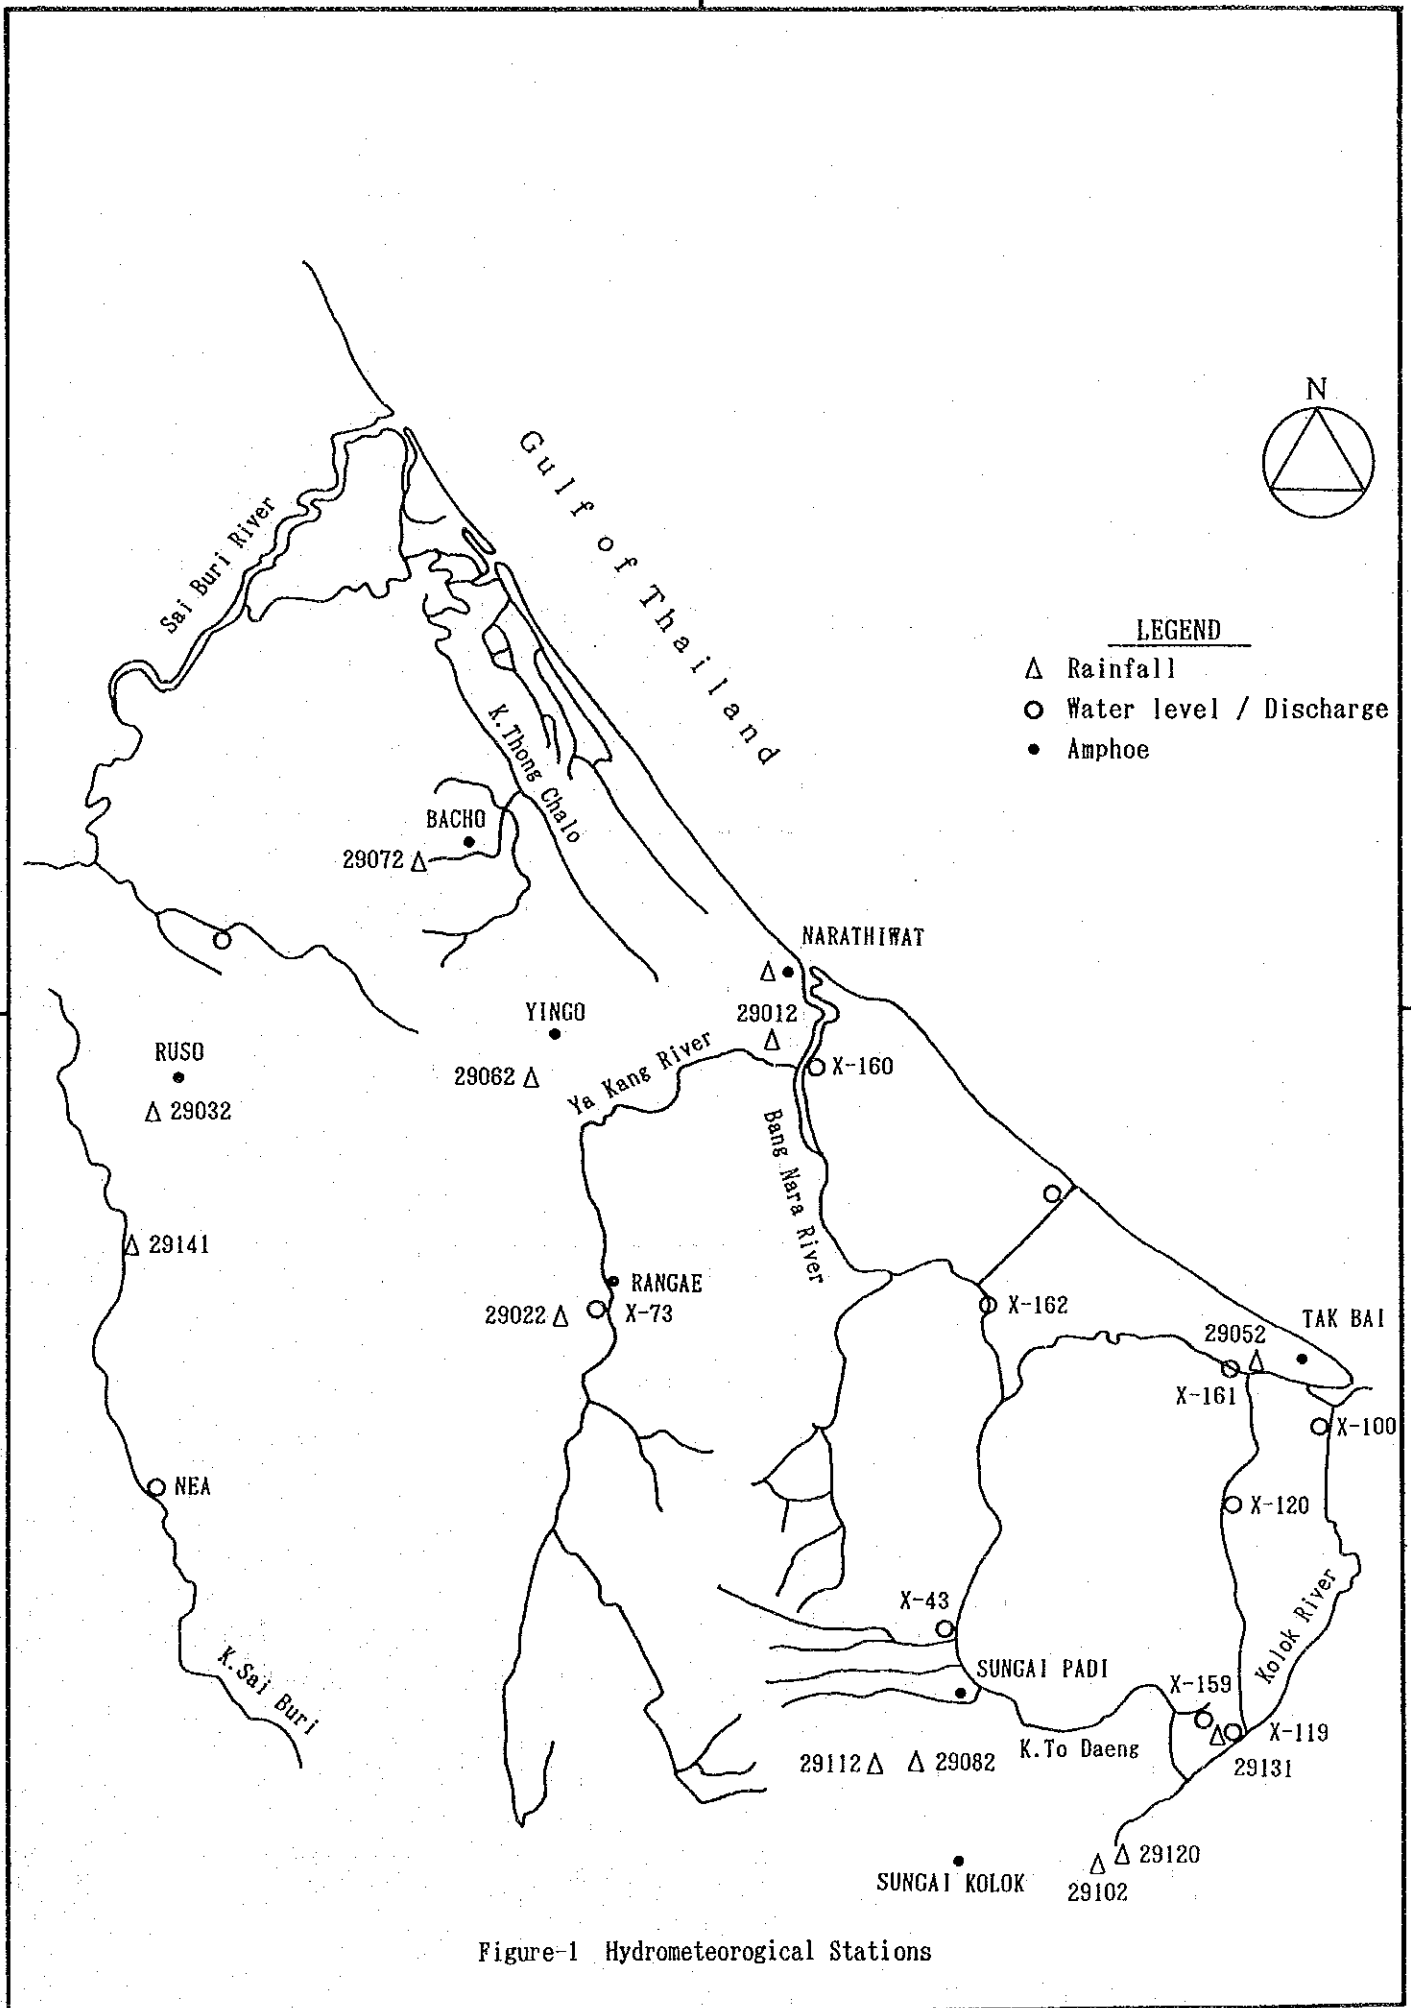 N
Gulf of Thailand
Sai Buri River
LEGEND
△ Rainfall
○ Water level / Discharge
● Amphoe
K.Thong Chalo
BACHO
29072
NARATHIWAT
29012
YINGO
29062
Ya Kang River
X-160
RUSO
29032
Bang Nara River
29141
RANGAE
29022
X-73
X-162
29052
TAK BAI
X-161
X-100
NEA
X-120
X-43
Kolok River
SUNGAI PADI
X-159
K.Sai Buri
X-119
K.To Daeng
29131
29112
29082
29120
29102
SUNGAI KOLOK
Figure-1 Hydrometeorogical Stations